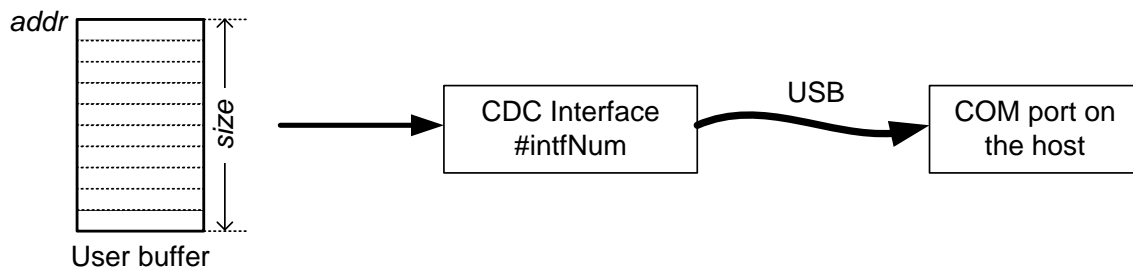 addr
size
User buffer
CDC Interface
#intfNum
USB
COM port on
the host